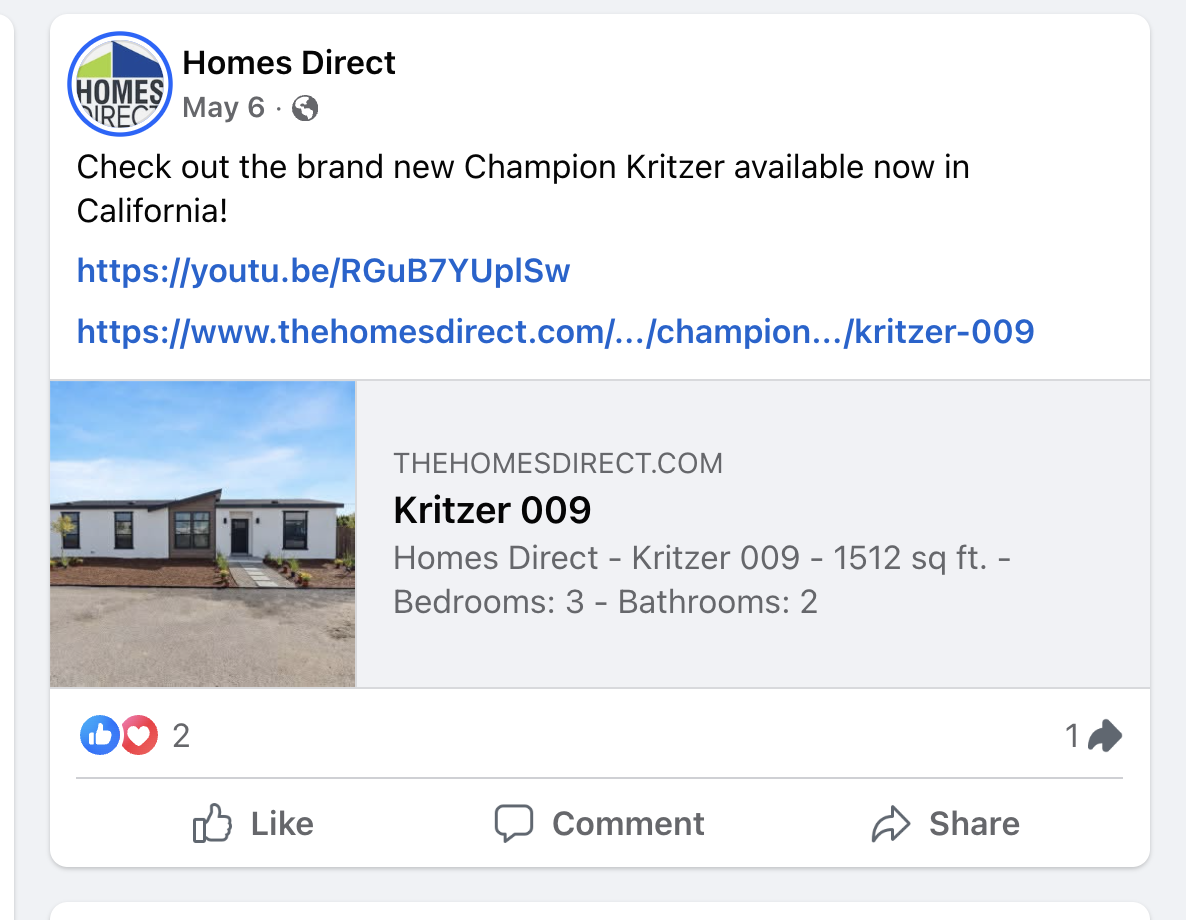 HOMES
DIRECT
Homes Direct
May 6 ·
Check out the brand new Champion Kritzer available now in
California!
https://youtu.be/RGuB7YUplSw
https://www.thehomesdirect.com/.../champion.../kritzer-009
THEHOMESDIRECT.COM
Kritzer 009
Homes Direct - Kritzer 009 - 1512 sq ft. -
Bedrooms: 3 - Bathrooms: 2
2
1
Like
Comment
Share